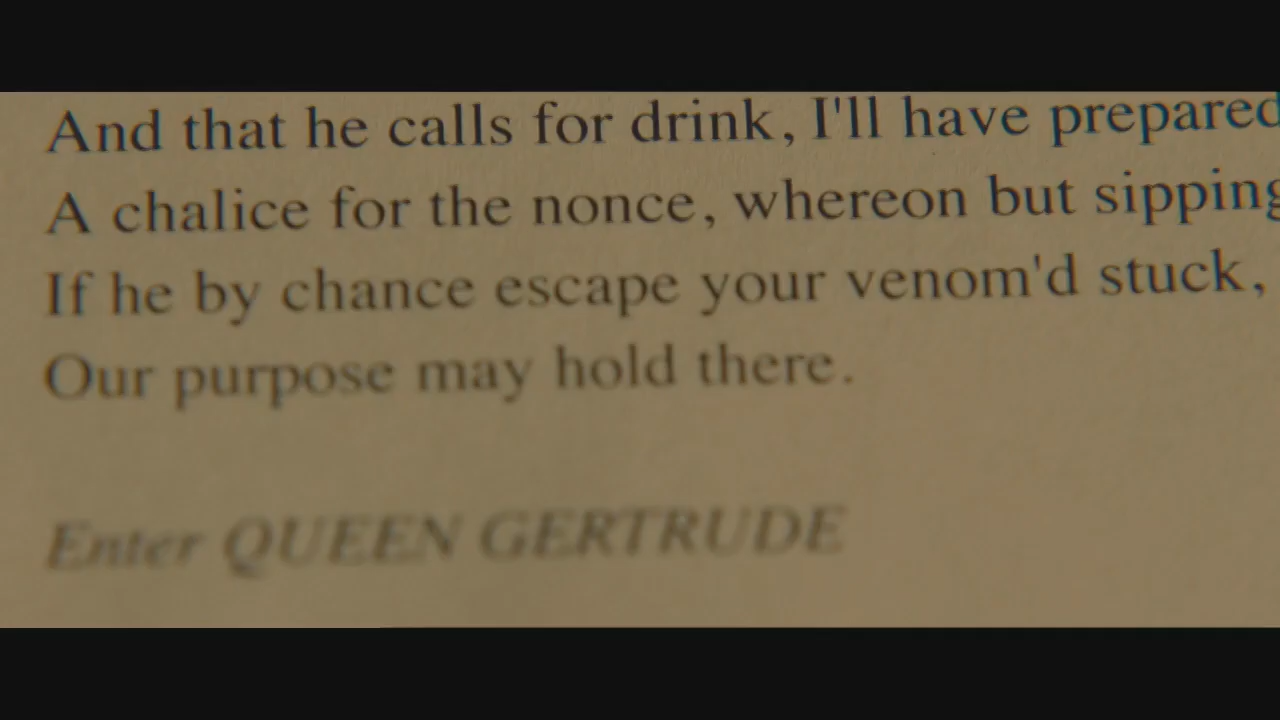 And that he calls for drink, I'll have prepared
A chalice for the nonce, whereon but sipping
If he by chance escape your venom'd stuck,
Our purpose may hold there.
Enter QUEEN GERTRUDE